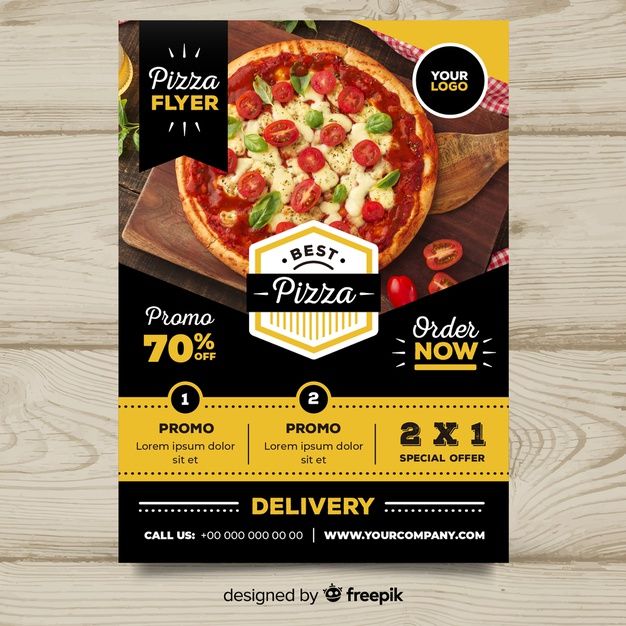 Pizza
FLYER
YOUR
LOGO
BEST
Pizza
Promo
70% OFF
Order
NOW
1
PROMO
Lorem ipsum dolor
sit et
2
PROMO
Lorem ipsum dolor
sit et
2 X 1
SPECIAL OFFER
DELIVERY
CALL US: +00 000 000 00 00
WWW.YOURCOMPANY.COM
designed by freepik